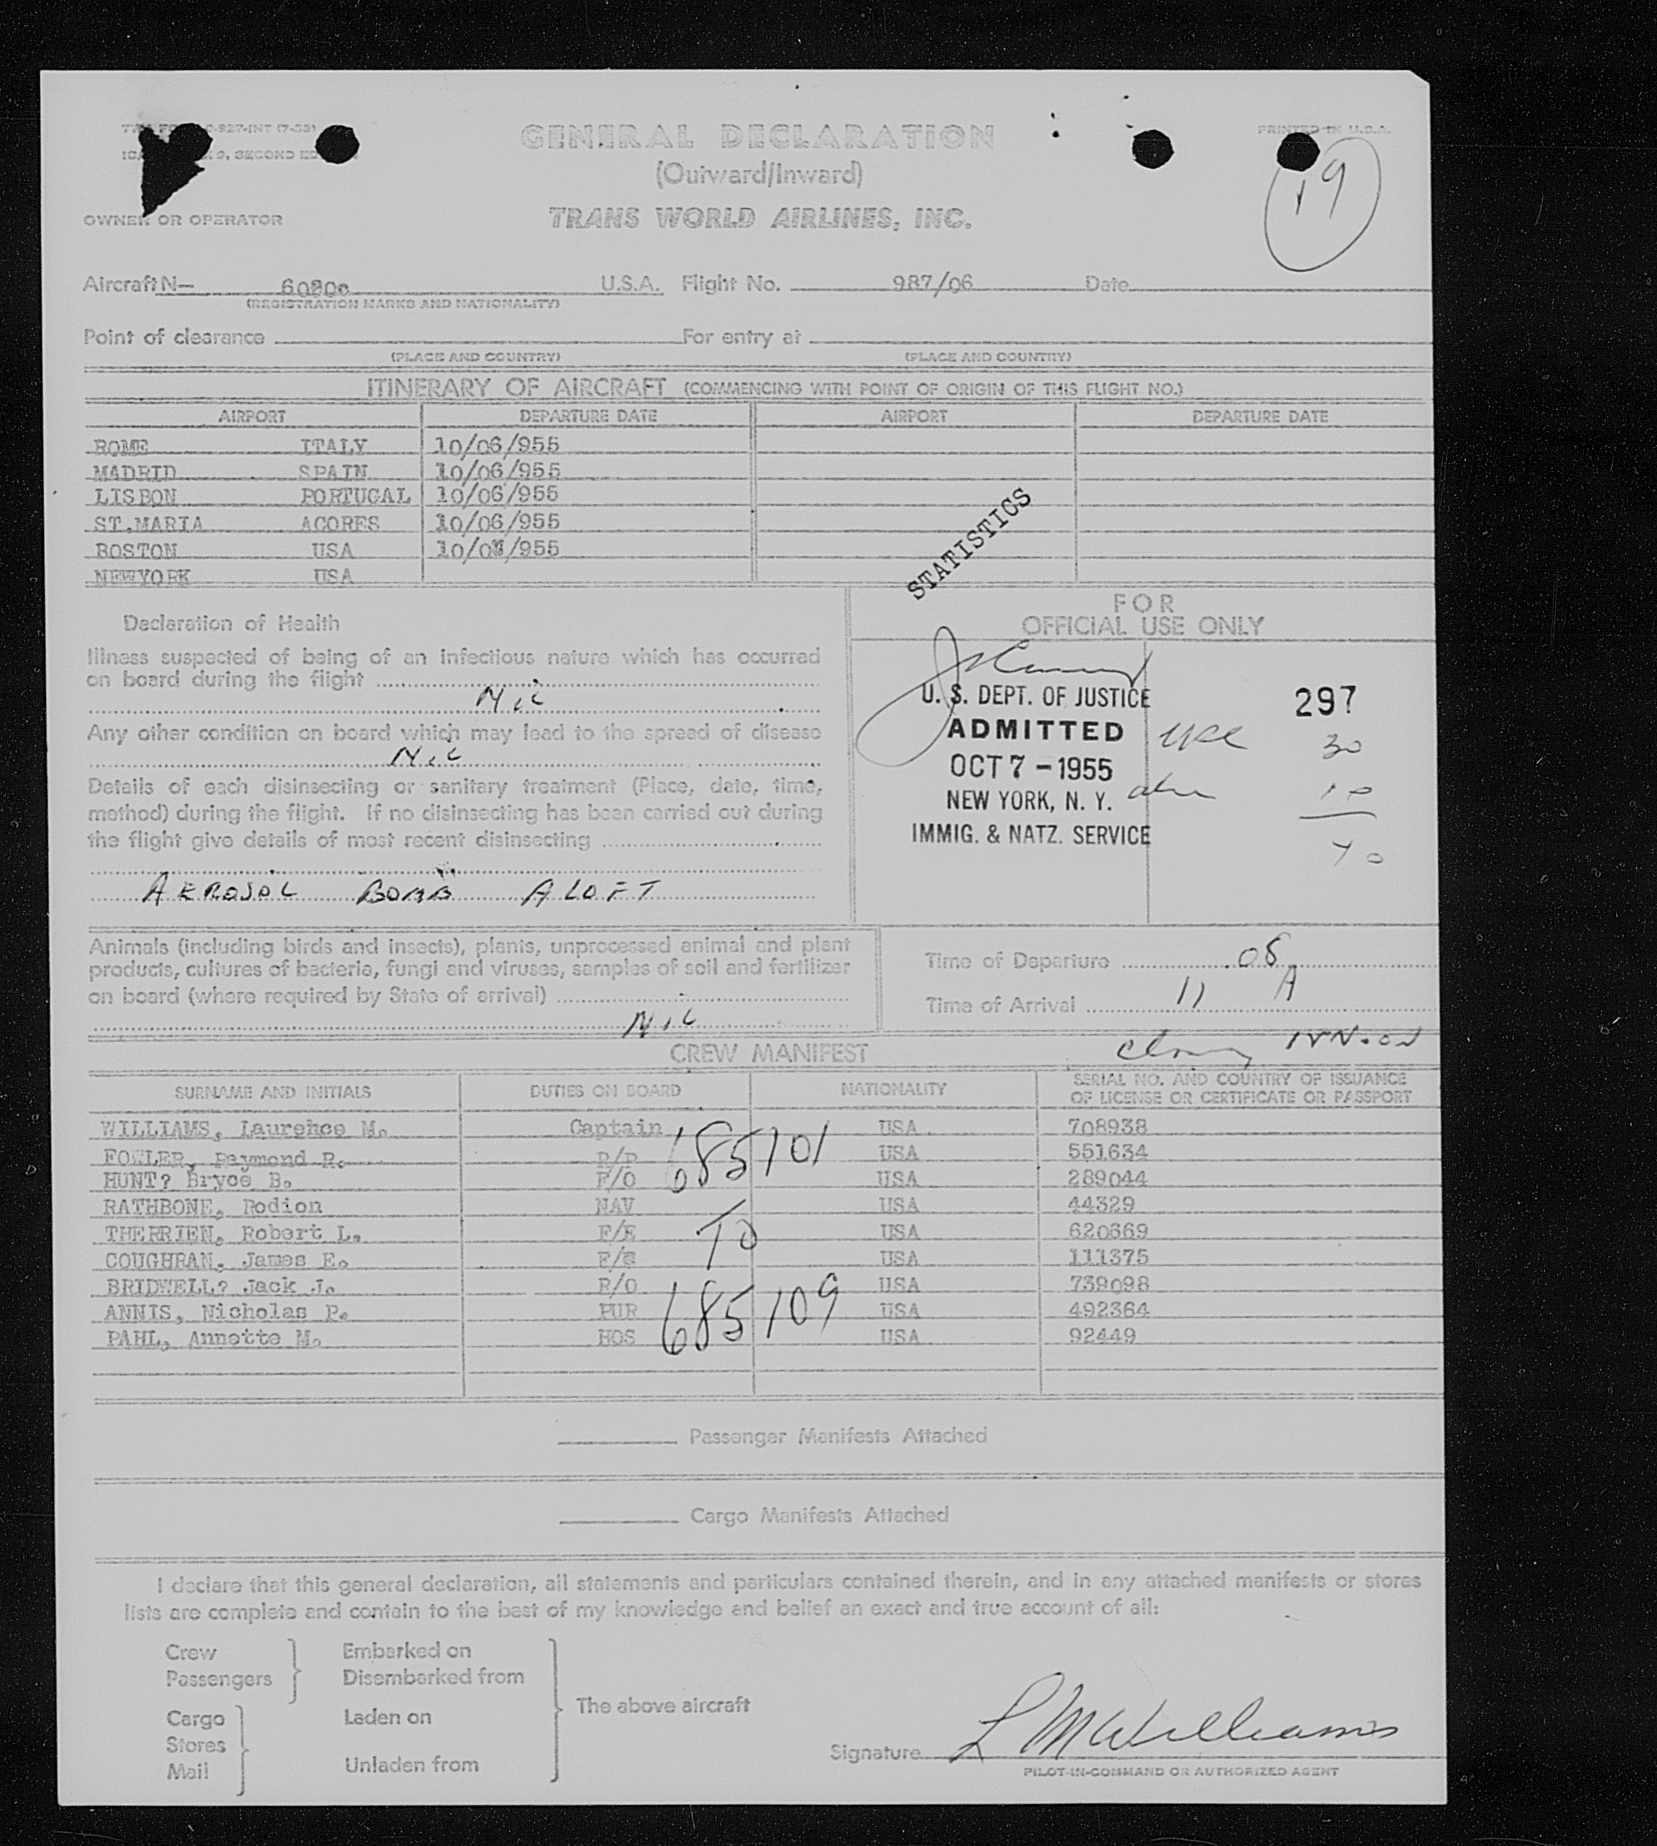 GENERAL DECLARATION
PRINTED IN U.S.A.
(Outward/Inward)
19
OWNER OR OPERATOR
TRANS WORLD AIRLINES, INC.
Aircraft N— U.S.A. Flight No. 987/06 Date
(REGISTRATION MARKS AND NATIONALITY)
Point of clearance For entry at
(PLACE AND COUNTRY) (PLACE AND COUNTRY)
ITINERARY OF AIRCRAFT (COMMENCING WITH POINT OF ORIGIN OF THIS FLIGHT NO.)
AIRPORT DEPARTURE DATE AIRPORT DEPARTURE DATE
ROME ITALY 10/06/955
MADRID SPAIN 10/06/955
LISBON PORTUGAL 10/06/955
ST.MARIA ACORES 10/06/955
BOSTON USA
NEWYORK USA
STATISTICS
Declaration of Health
Illness suspected of being of an infectious nature which has occurred
on board during the flight
Nil
Any other condition on board which may lead to the spread of disease
Nil
Details of each disinsecting or sanitary treatment (Place, date, time,
method) during the flight. If no disinsecting has been carried out during
the flight give details of most recent disinsecting
AEROSOL BOMB ALOFT
FOR
OFFICIAL USE ONLY
U. S. DEPT. OF JUSTICE
ADMITTED
OCT 7 - 1955
NEW YORK, N. Y.
IMMIG. & NATZ. SERVICE
297
30
10
Animals (including birds and insects), plants, unprocessed animal and plant
products, cultures of bacteria, fungi and viruses, samples of soil and fertilizer
on board (where required by State of arrival)
Nil
Time of Departure 08
Time of Arrival 11 A
CREW MANIFEST
SURNAME AND INITIALS DUTIES ON BOARD NATIONALITY SERIAL NO. AND COUNTRY OF ISSUANCE
OF LICENSE OR CERTIFICATE OR PASSPORT
WILLIAMS, Laurence M. Captain USA 708938
FOWLER, Raymond R. P/P USA 551634
HUNT? Bryce B. F/O USA 289044
RATHBONE, Rodion NAV USA 44329
THERRIEN, Robert L. F/E USA 620669
COUGHRAN, James E. F/E USA 111375
BRIDWELL? Jack J. R/O USA 739098
ANNIS, Nicholas P. PUR USA 492364
PAHL, Annette M. HOS USA 92449
685101
To
685109
Passenger Manifests Attached
Cargo Manifests Attached
I declare that this general declaration, all statements and particulars contained therein, and in any attached manifests or stores
lists are complete and contain to the best of my knowledge and belief an exact and true account of all:
Crew
Passengers
Embarked on
Disembarked from
Cargo
Stores
Mail
Laden on
Unladen from
The above aircraft
Signature L M Williams
PILOT-IN-COMMAND OR AUTHORIZED AGENT